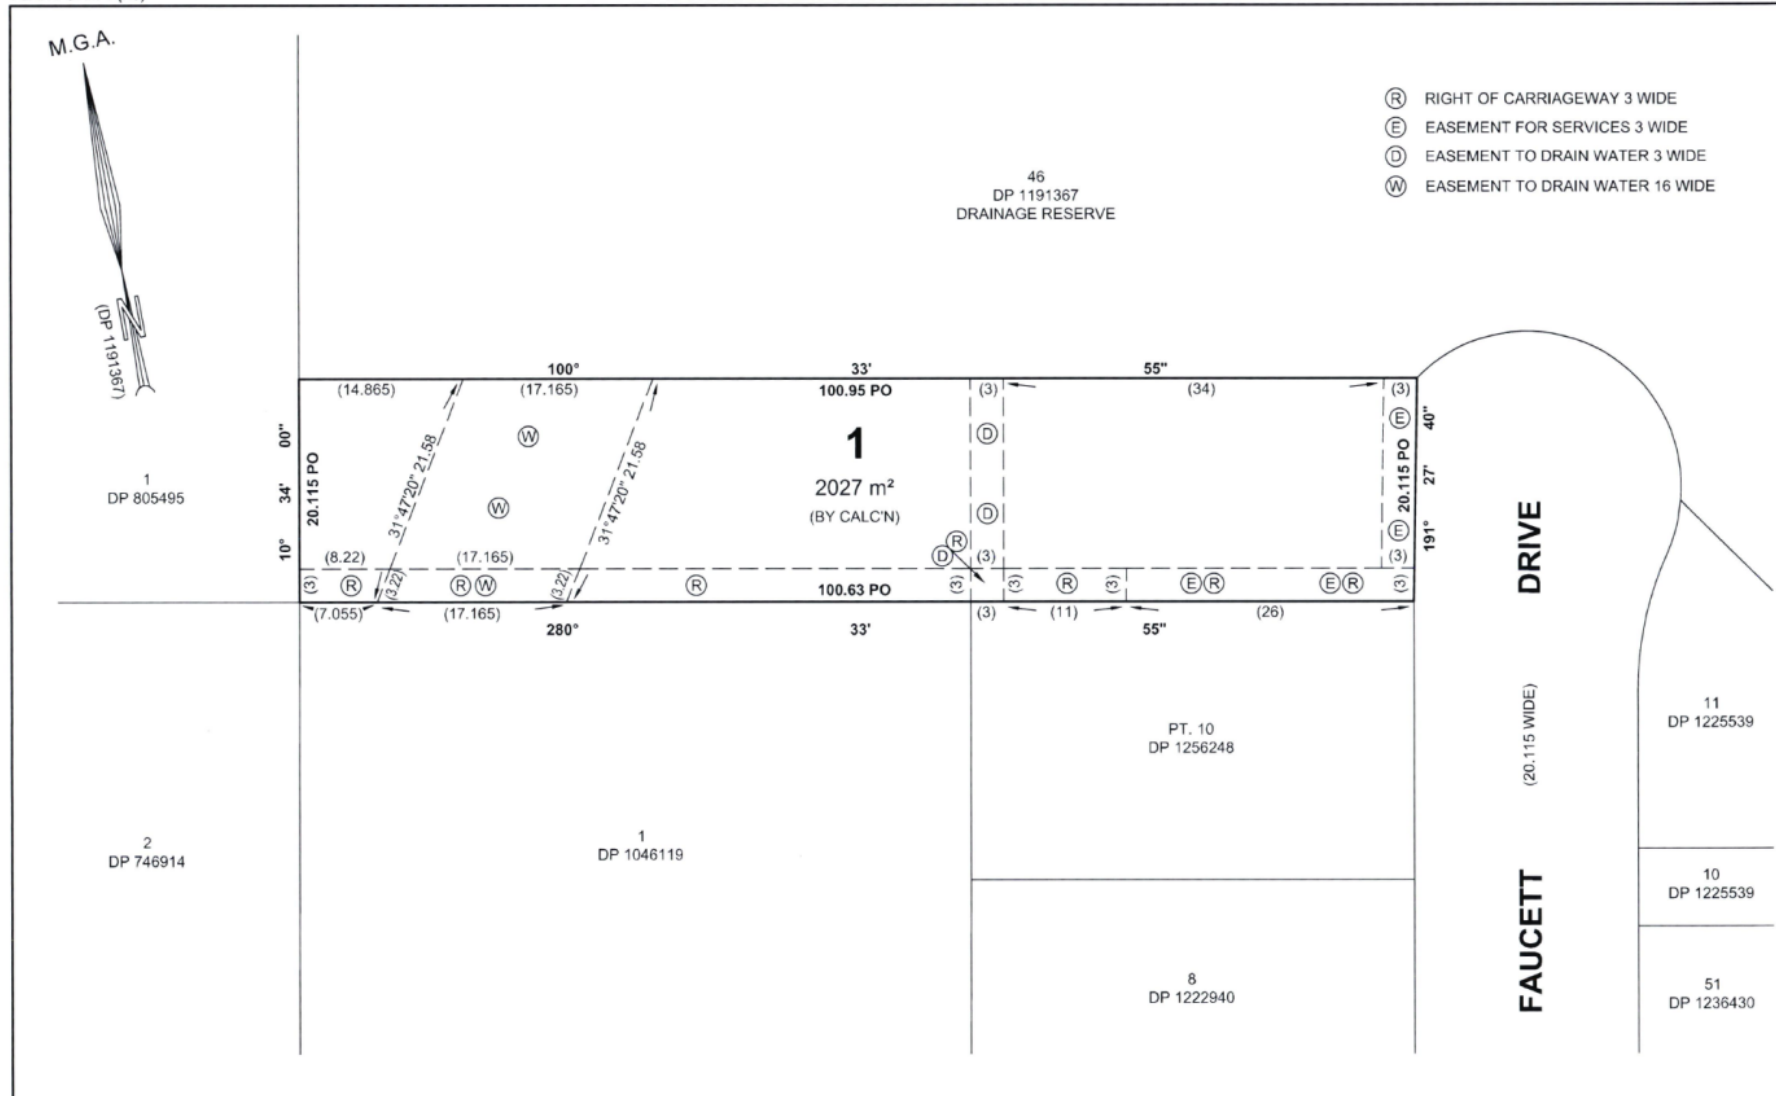 M.G.A.
(DP 1191367)
Ⓡ RIGHT OF CARRIAGEWAY 3 WIDE
Ⓔ EASEMENT FOR SERVICES 3 WIDE
Ⓓ EASEMENT TO DRAIN WATER 3 WIDE
Ⓦ EASEMENT TO DRAIN WATER 16 WIDE
46
DP 1191367
DRAINAGE RESERVE
100° 33' 55"
(14.865) (17.165) 100.95 PO (3) (34) (3)
10° 34' 00"
20.115 PO
31°47'20" 21.58
Ⓦ
Ⓦ
31°47'20" 21.58
1
2027 m²
(BY CALC'N)
Ⓓ
Ⓓ
Ⓡ
Ⓓ
(3)
Ⓔ
Ⓔ
(3)
20.115 PO
191° 27' 40"
1
DP 805495
(8.22) (17.165)
(3) Ⓡ (3.22) Ⓡ Ⓦ (3.22) Ⓡ 100.63 PO (3) (3) Ⓡ (3) Ⓔ Ⓡ Ⓔ Ⓡ (3)
(7.055) (17.165) (3) (11) (26)
280° 33' 55"
FAUCETT DRIVE
(20.115 WIDE)
PT. 10
DP 1256248
11
DP 1225539
2
DP 746914
1
DP 1046119
10
DP 1225539
8
DP 1222940
51
DP 1236430